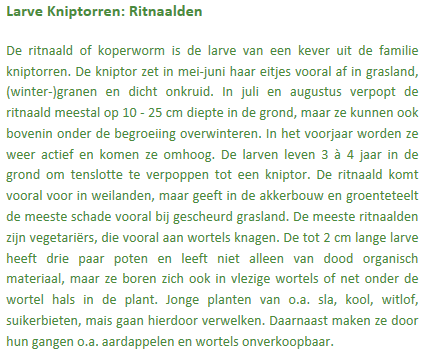 Larve Kniptorren: Ritnaalden
De ritnaald of koperworm is de larve van een kever uit de familie
kniptorren. De kniptor zet in mei-juni haar eitjes vooral af in grasland,
(winter-)granen en dicht onkruid. In juli en augustus verpopt de
ritnaald meestal op 10 - 25 cm diepte in de grond, maar ze kunnen ook
bovenin onder de begroeiing overwinteren. In het voorjaar worden ze
weer actief en komen ze omhoog. De larven leven 3 à 4 jaar in de
grond om tenslotte te verpoppen tot een kniptor. De ritnaald komt
vooral voor in weilanden, maar geeft in de akkerbouw en groenteteelt
de meeste schade vooral bij gescheurd grasland. De meeste ritnaalden
zijn vegetariërs, die vooral aan wortels knagen. De tot 2 cm lange larve
heeft drie paar poten en leeft niet alleen van dood organisch
materiaal, maar ze boren zich ook in vlezige wortels of net onder de
wortel hals in de plant. Jonge planten van o.a. sla, kool, witlof,
suikerbieten, mais gaan hierdoor verwelken. Daarnaast maken ze door
hun gangen o.a. aardappelen en wortels onverkoopbaar.